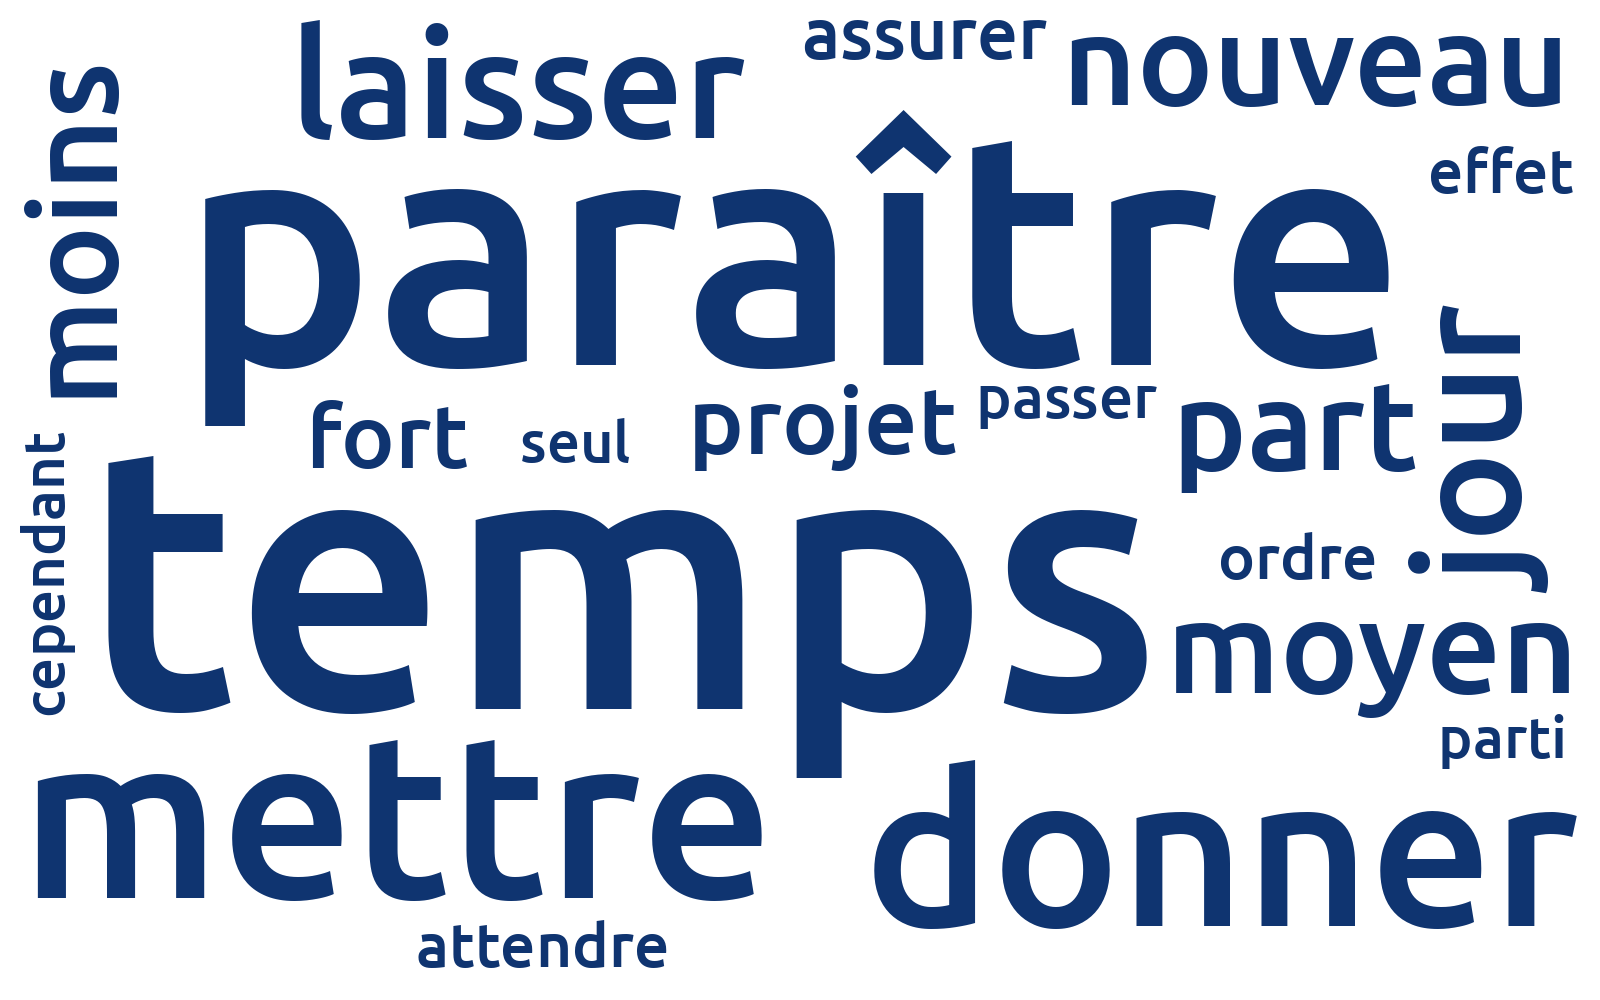 laisser
assurer
nouveau
moins
effet
paraître
jour
fort
seul
projet
passer
part
cependant
temps
ordre
moyen
parti
mettre
donner
attendre